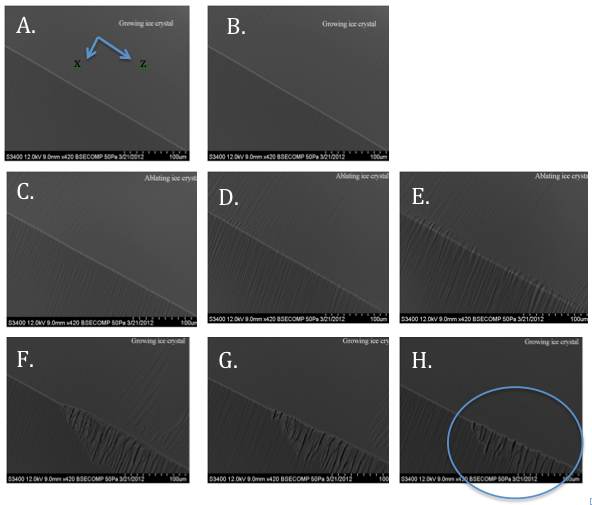 A.
Growing ice crystal
X
Z
S3400 12.0kV 9.0mm x420 BSECOMP 50Pa 3/21/2012 100um
B.
Growing ice crystal
S3400 12.0kV 9.0mm x420 BSECOMP 50Pa 3/21/2012 100um
C.
Ablating ice cryst
S3400 12.0kV 9.0mm x420 BSECOMP 50Pa 3/21/2012 100um
D.
Ablating ice crystal
S3400 12.0kV 9.0mm x420 BSECOMP 50Pa 3/21/2012 100um
E.
Ablating ice crystal
S3400 12.0kV 9.0mm x420 BSECOMP 50Pa 3/21/2012 100um
F.
Growing ice crystal
S3400 12.0kV 9.0mm x420 BSECOMP 50Pa 3/21/2012 100um
G.
Growing ice cry
S3400 12.0kV 9.0mm x420 BSECOMP 50Pa 3/21/2012 100um
H.
Growing ice crystal
S3400 12.0kV 9.0mm x420 BSECOMP 50Pa 3/21/2012 100um